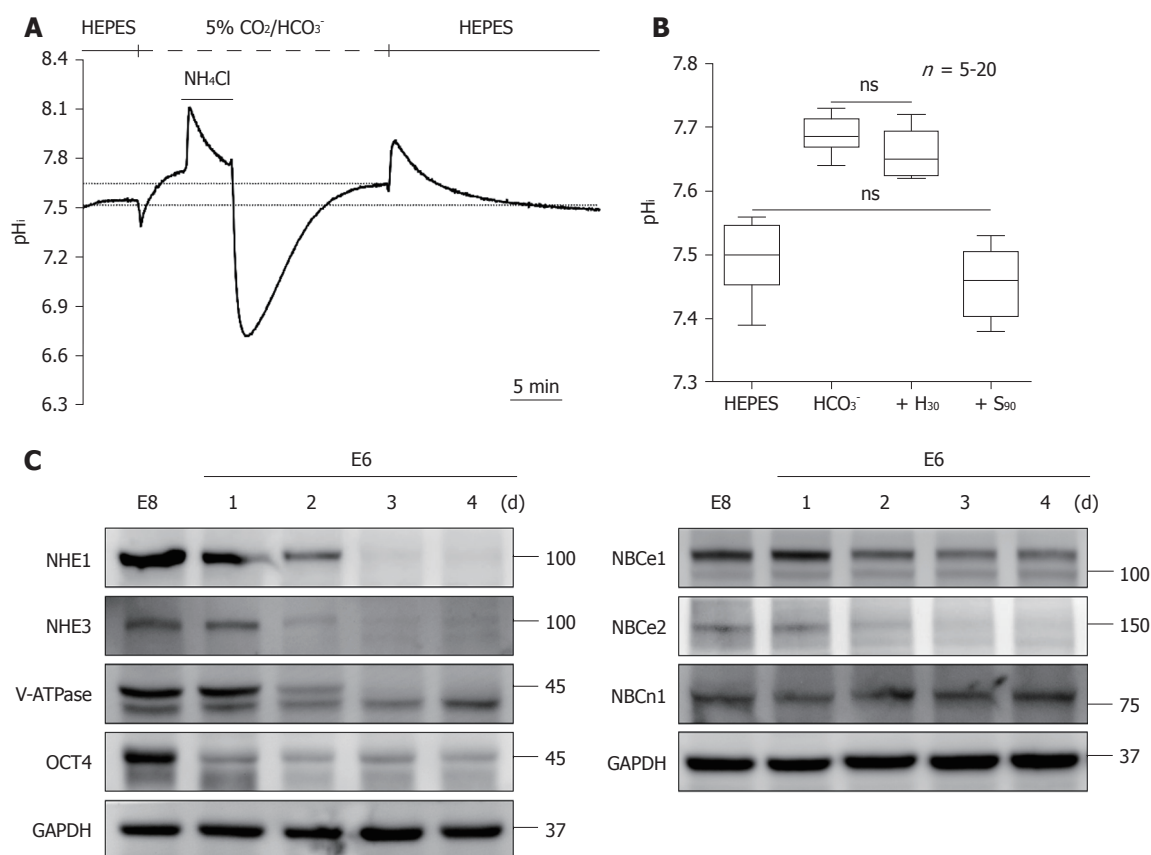 A
HEPES 5% CO₂/HCO₃⁻ HEPES
8.4
NH₄Cl
8.1
7.8
7.5
7.2
6.9
6.6
6.3
pHᵢ
5 min
B
7.8
7.7
7.6
7.5
7.4
7.3
pHᵢ
n = 5-20
ns
ns
HEPES HCO₃⁻ + H₃₀ + S₉₀
C
E6
E8 1 2 3 4 (d)
NHE1 100
NHE3 100
V-ATPase 45
OCT4 45
GAPDH 37
E6
E8 1 2 3 4 (d)
NBCe1 100
NBCe2 150
NBCn1 75
GAPDH 37